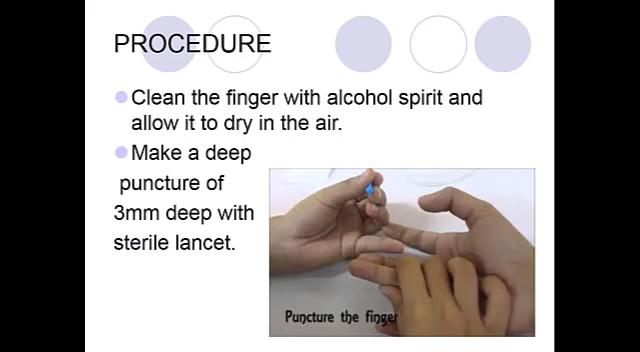 PROCEDURE
Clean the finger with alcohol spirit and
allow it to dry in the air.
Make a deep
puncture of
3mm deep with
sterile lancet.
Puncture the finger